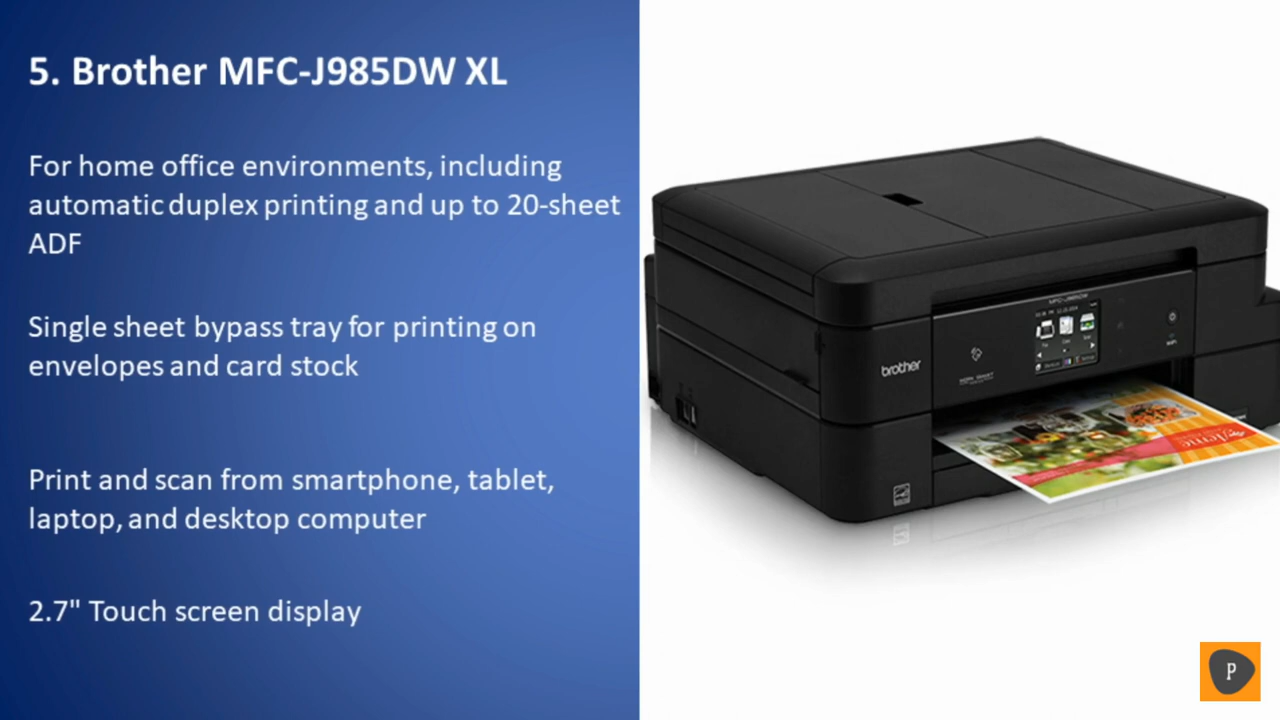 5. Brother MFC-J985DW XL
For home office environments, including
automatic duplex printing and up to 20-sheet
ADF
Single sheet bypass tray for printing on
envelopes and card stock
Print and scan from smartphone, tablet,
laptop, and desktop computer
2.7" Touch screen display
MFC-J985DW
brother
P